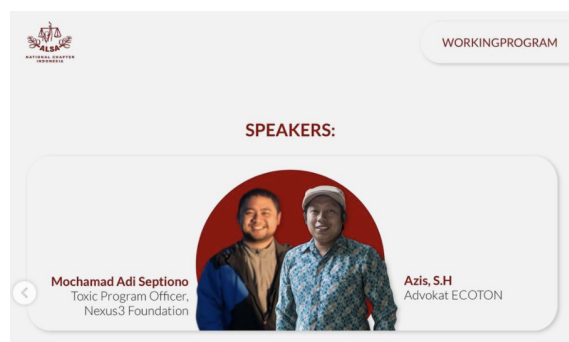 ALSA
NATIONAL CHAPTER
INDONESIA
WORKINGPROGRAM
SPEAKERS:
Mochamad Adi Septiono
Toxic Program Officer,
Nexus3 Foundation
Azis, S.H
Advokat ECOTON